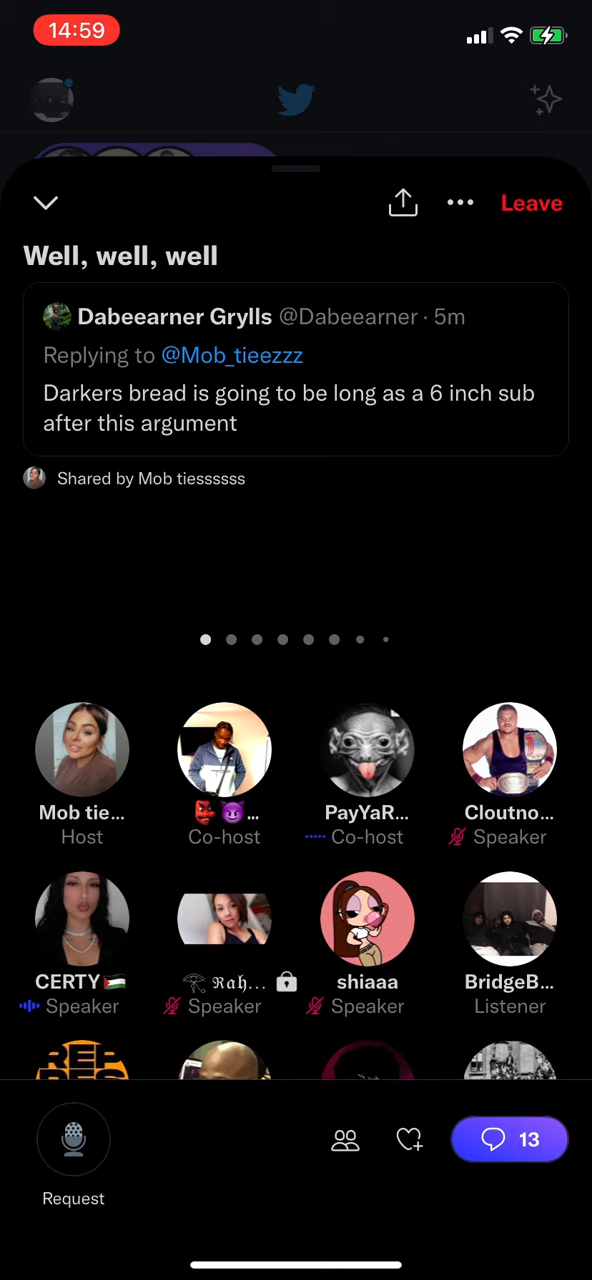 14:59
Leave
Well, well, well
Dabeearner Grylls @Dabeearner · 5m
Replying to @Mob_tieezzz
Darkers bread is going to be long as a 6 inch sub
after this argument
Shared by Mob tiessssss
Mob tie...
👺😈...
PayYaR...
Cloutno...
Host
Co-host
Co-host
Speaker
CERTY🇵🇸
𓂀 𝕽𝖆𝖍...
shiaaa
BridgeB...
Speaker
Speaker
Speaker
Listener
13
Request